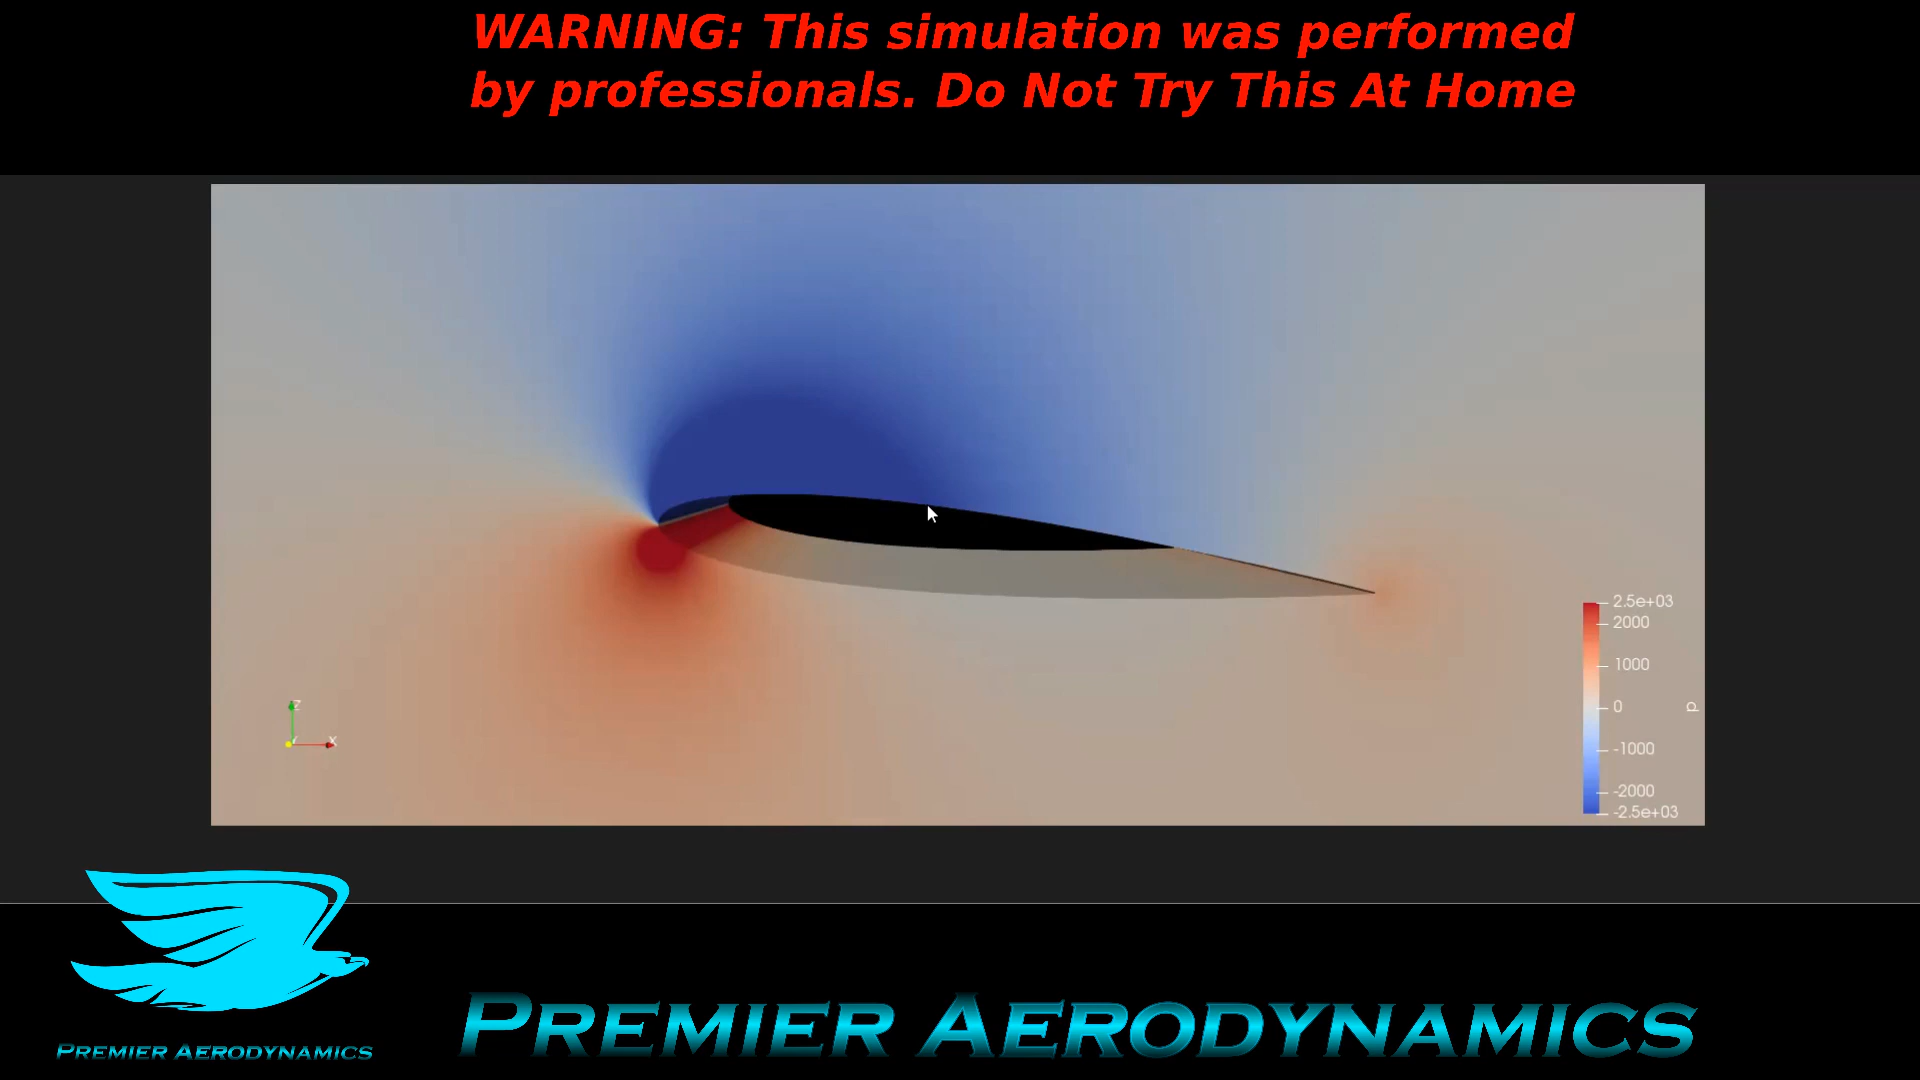 WARNING: This simulation was performed
by professionals. Do Not Try This At Home
2.5e+03
2000
1000
0
p
-1000
-2000
-2.5e+03
Z
Y
X
PREMIER AERODYNAMICS
PREMIER AERODYNAMICS